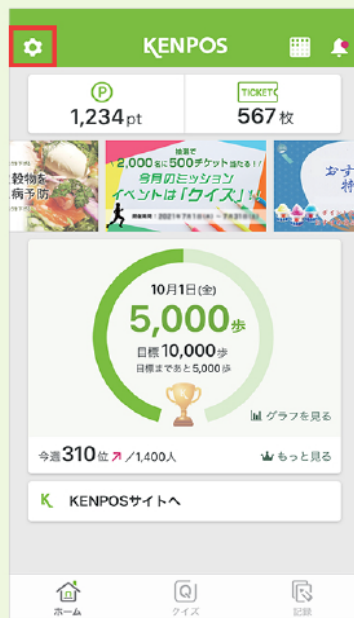 KENPOS
P
TICKET
1,234pt
567枚
穀物を
病予防
抽選で
2,000名に500チケット当たる!!
今月のミッション
イベントは「クイズ」!!
おす
特
10月1日(金)
5,000歩
目標10,000歩
目標まであと5,000歩
グラフを見る
今週310位 /1,400人
もっと見る
K KENPOSサイトへ
ホーム
Q
クイズ
記録